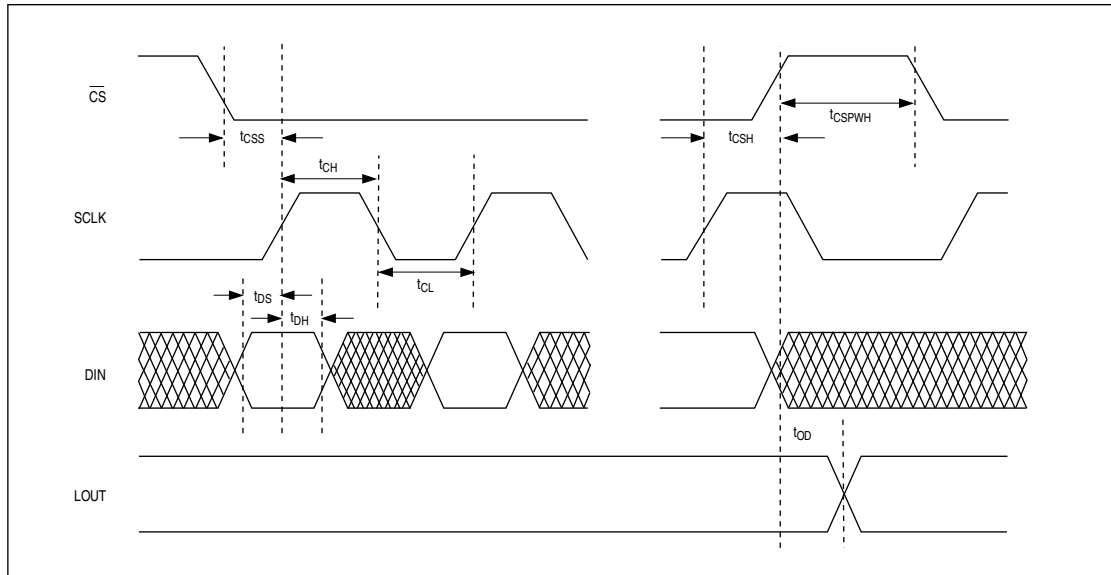 CS
tCSS
tCSH
tCSPWH
tCH
SCLK
tCL
tDS
tDH
DIN
tOD
LOUT